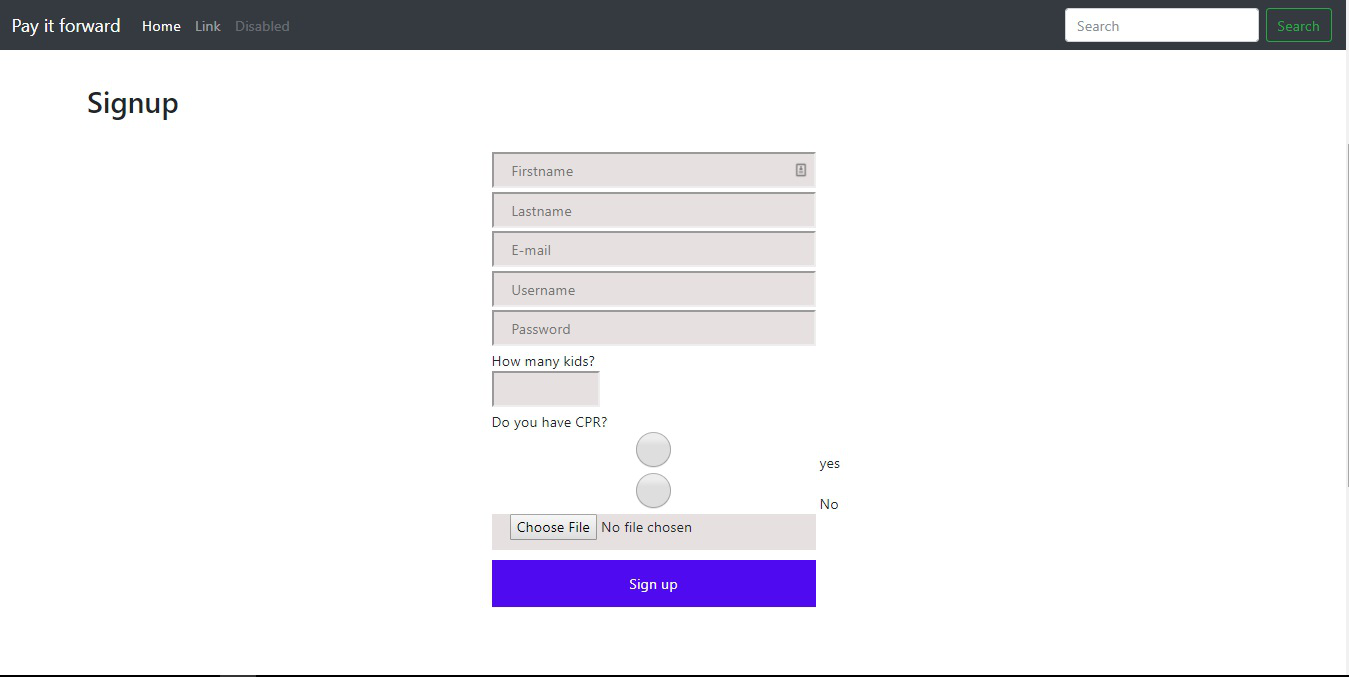 Pay it forward Home Link Disabled Search Search
Signup
Firstname
Lastname
E-mail
Username
Password
How many kids?
Do you have CPR?
yes
No
Choose File No file chosen
Sign up